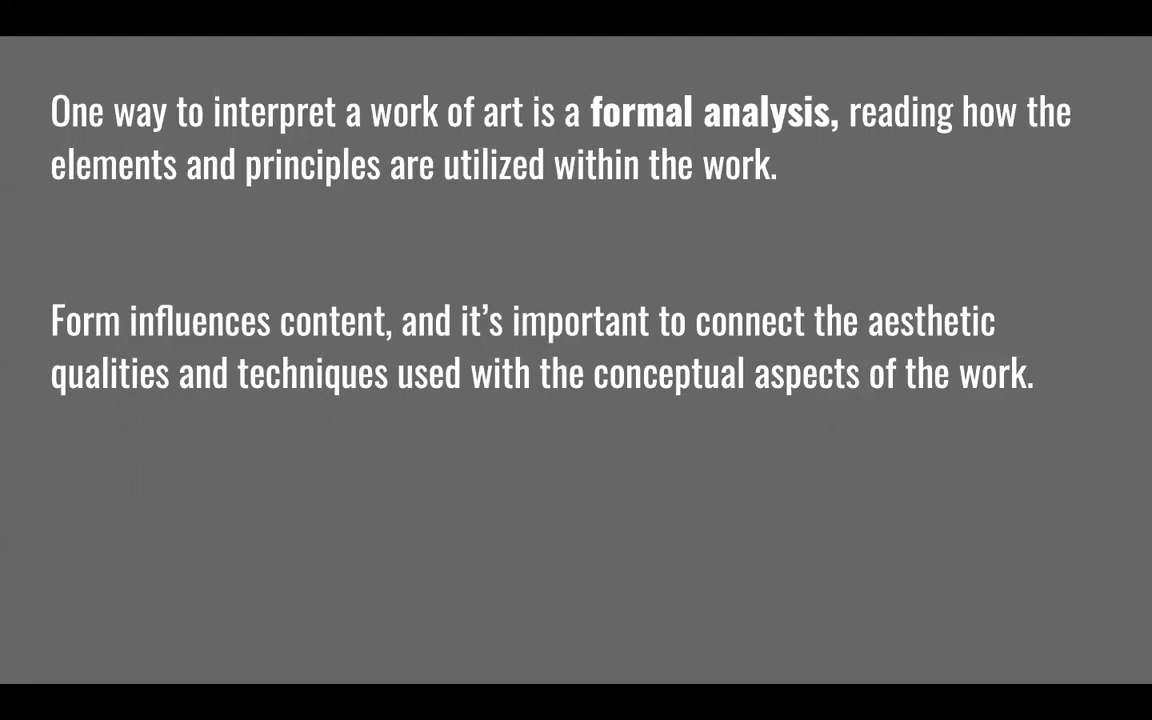 One way to interpret a work of art is a formal analysis, reading how the
elements and principles are utilized within the work.
Form influences content, and it’s important to connect the aesthetic
qualities and techniques used with the conceptual aspects of the work.